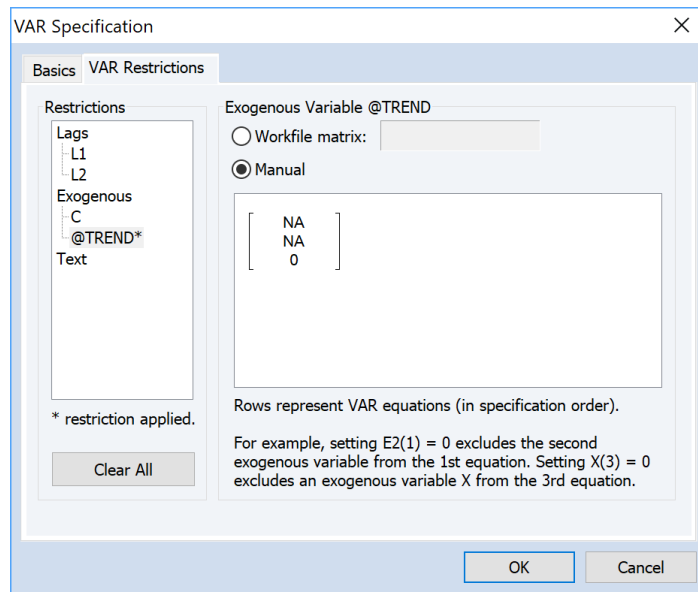 VAR Specification
Basics VAR Restrictions
Restrictions
Lags
L1
L2
Exogenous
C
@TREND*
Text
* restriction applied.
Clear All
Exogenous Variable @TREND
Workfile matrix:
Manual
NA
NA
0
Rows represent VAR equations (in specification order).
For example, setting E2(1) = 0 excludes the second
exogenous variable from the 1st equation. Setting X(3) = 0
excludes an exogenous variable X from the 3rd equation.
OK Cancel